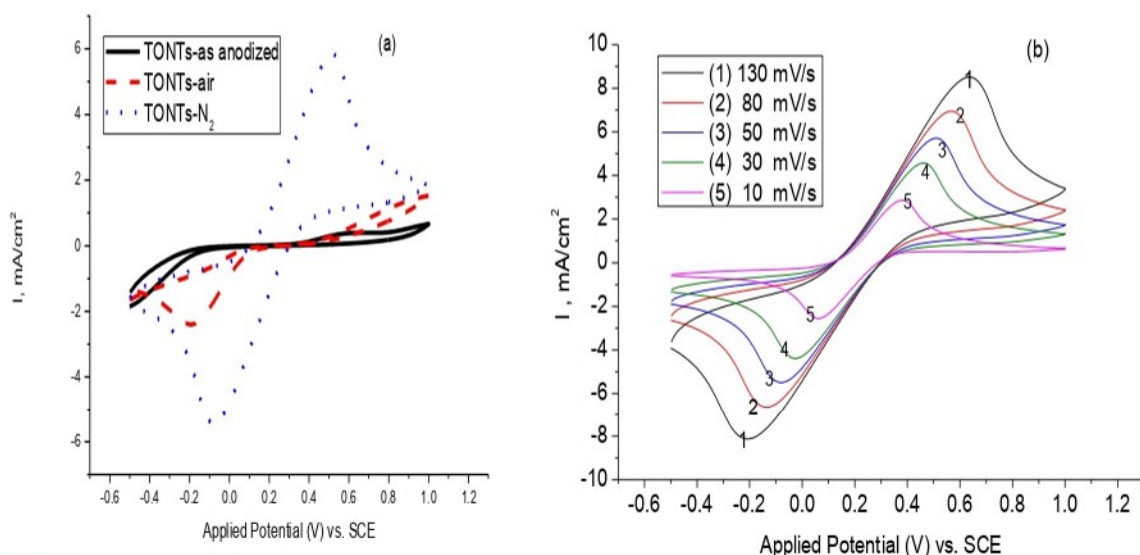 (a)
TONTs-as anodized
TONTs-air
TONTs-N2
6
4
2
0
-2
-4
-6
I, mA/cm²
-0.6 -0.4 -0.2 0.0 0.2 0.4 0.6 0.8 1.0 1.2
Applied Potential (V) vs. SCE
(b)
(1) 130 mV/s
(2) 80 mV/s
(3) 50 mV/s
(4) 30 mV/s
(5) 10 mV/s
10
8
6
4
2
0
-2
-4
-6
-8
-10
I, mA/cm²
1
2
3
4
5
5
4
3
2
1
-0.6 -0.4 -0.2 0.0 0.2 0.4 0.6 0.8 1.0 1.2
Applied Potential (V) vs. SCE